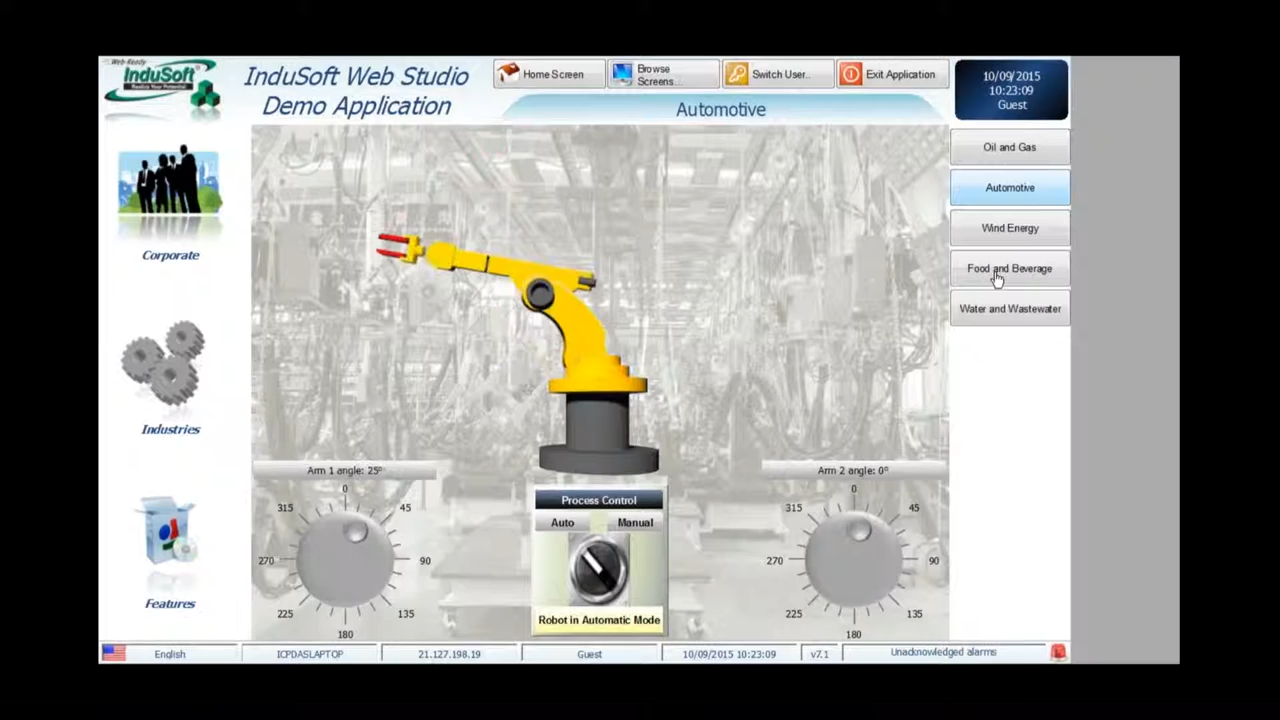 Web-Ready
InduSoft
InduSoft Web Studio
Demo Application
Home Screen
Browse
Screens...
Switch User...
Exit Application
10/09/2015
10:23:09
Guest
Automotive
Oil and Gas
Automotive
Wind Energy
Food and Beverage
Water and Wastewater
Corporate
Industries
Features
Arm 1 angle: 25º
0
45
90
135
180
225
270
315
Process Control
Auto
Manual
Robot in Automatic Mode
Arm 2 angle: 0º
0
45
90
135
180
225
270
315
English
ICPDASLAPTOP
21.127.198.19
Guest
10/09/2015 10:23:09
v7.1
Unacknowledged alarms